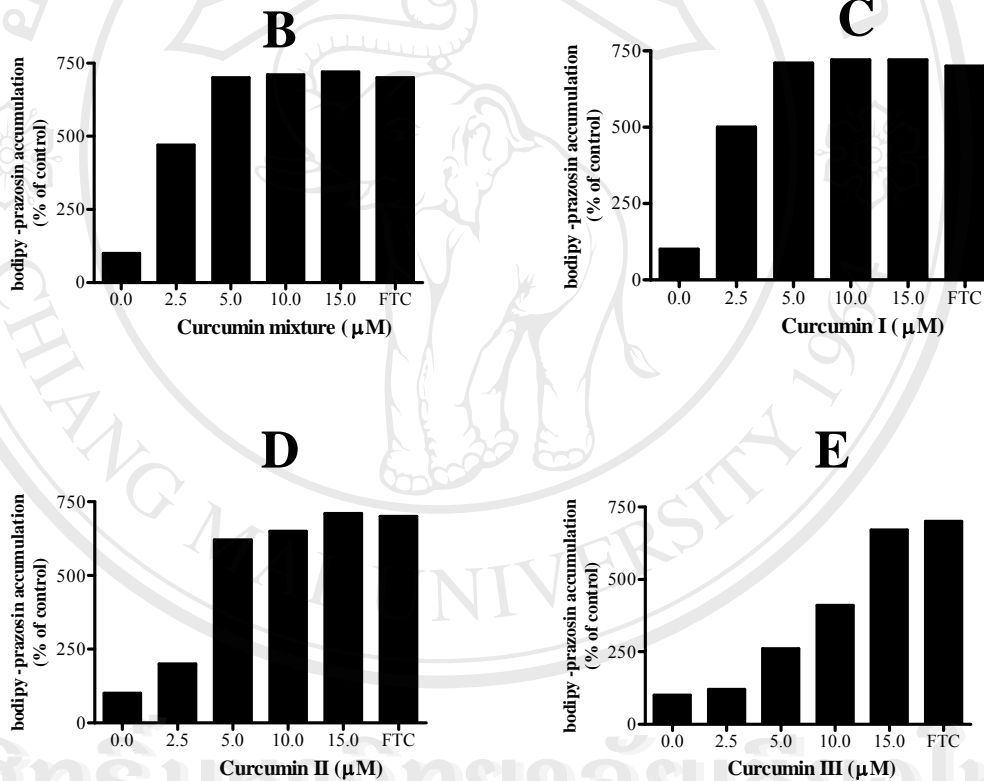 B
bodipy -prazosin accumulation
(% of control)
750
500
250
0
0.0 2.5 5.0 10.0 15.0 FTC
Curcumin mixture ( μM)
C
bodipy -prazosin accumulation
(% of control)
750
500
250
0
0.0 2.5 5.0 10.0 15.0 FTC
Curcumin I ( μM)
D
bodipy -prazosin accumulation
(% of control)
750
500
250
0
0.0 2.5 5.0 10.0 15.0 FTC
Curcumin II (μM)
E
bodipy -prazosin accumulation
(% of control)
750
500
250
0
0.0 2.5 5.0 10.0 15.0 FTC
Curcumin III (μM)
CHIANG MAI UNIVERSITY 1964